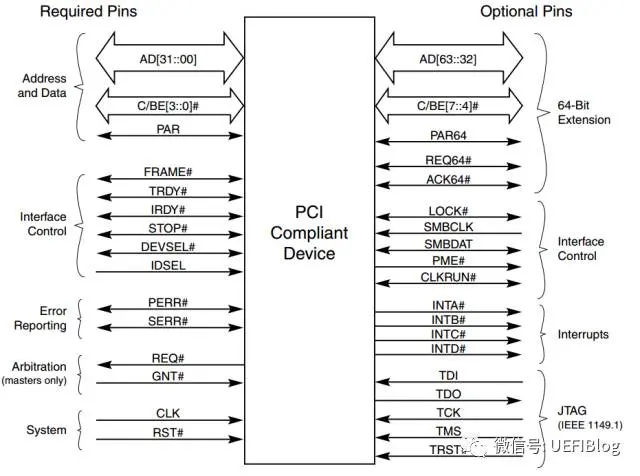 Required Pins
Optional Pins
Address
and Data
AD[31::00]
C/BE[3::0]#
PAR
Interface
Control
FRAME#
TRDY#
IRDY#
STOP#
DEVSEL#
IDSEL
Error
Reporting
PERR#
SERR#
Arbitration
(masters only)
REQ#
GNT#
System
CLK
RST#
PCI
Compliant
Device
AD[63::32]
C/BE[7::4]#
PAR64
REQ64#
ACK64#
64-Bit
Extension
LOCK#
SMBCLK
SMBDAT
PME#
CLKRUN#
Interface
Control
INTA#
INTB#
INTC#
INTD#
Interrupts
TDI
TDO
TCK
TMS
TRST#
JTAG
(IEEE 1149.1)
微信号: UEFIBlog